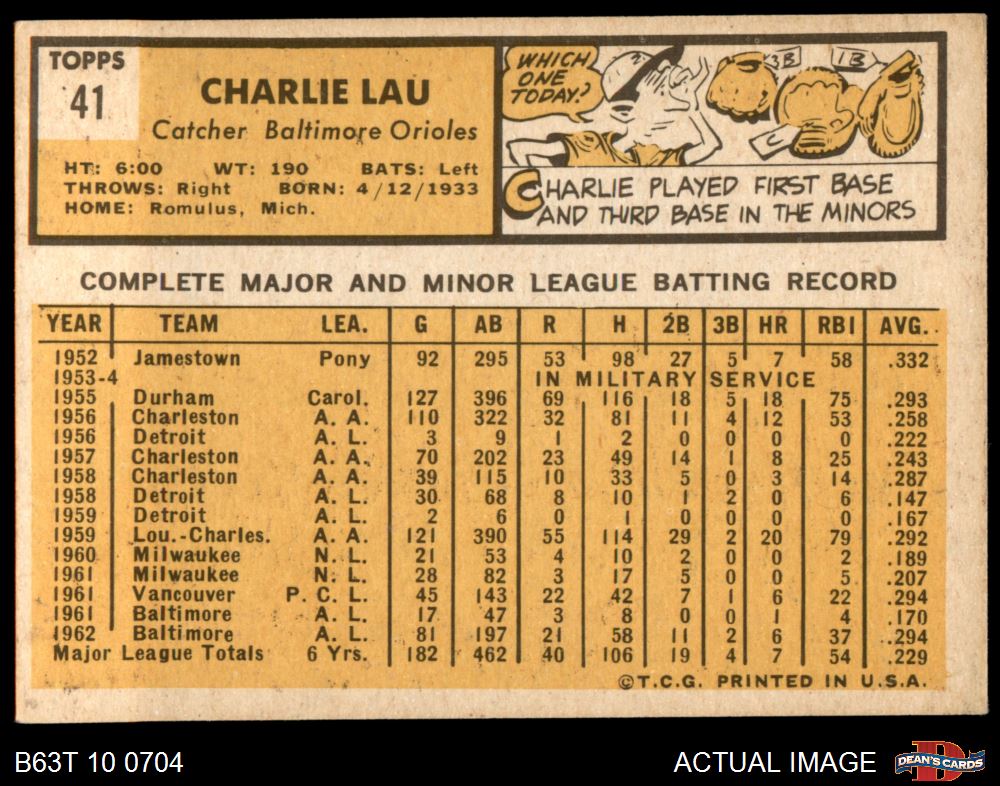 TOPPS
41
CHARLIE LAU
Catcher Baltimore Orioles
HT: 6:00 WT: 190 BATS: Left
THROWS: Right BORN: 4/12/1933
HOME: Romulus, Mich.
WHICH
ONE
TODAY?
3B
1B
CHARLIE PLAYED FIRST BASE
AND THIRD BASE IN THE MINORS
COMPLETE MAJOR AND MINOR LEAGUE BATTING RECORD
YEAR TEAM LEA. G AB R H 2B 3B HR RBI AVG.
1952 Jamestown Pony 92 295 53 98 27 5 7 58 .332
1953-4 IN MILITARY SERVICE
1955 Durham Carol. 127 396 69 116 18 5 18 75 .293
1956 Charleston A. A. 110 322 32 81 11 4 12 53 .258
1956 Detroit A. L. 3 9 1 2 0 0 0 0 .222
1957 Charleston A. A. 70 202 23 49 14 1 8 25 .243
1958 Charleston A. A. 39 115 10 33 5 0 3 14 .287
1958 Detroit A. L. 30 68 8 10 1 2 0 6 .147
1959 Detroit A. L. 2 6 0 1 0 0 0 0 .167
1959 Lou.-Charles. A. A. 121 390 55 114 29 2 20 79 .292
1960 Milwaukee N. L. 21 53 4 10 2 0 0 2 .189
1961 Milwaukee N. L. 28 82 3 17 5 0 0 5 .207
1961 Vancouver P. C. L. 45 143 22 42 7 1 6 22 .294
1961 Baltimore A. L. 17 47 3 8 0 0 1 4 .170
1962 Baltimore A. L. 81 197 21 58 11 2 6 37 .294
Major League Totals 6 Yrs. 182 462 40 106 19 4 7 54 .229
©T.C.G. PRINTED IN U.S.A.
B63T 10 0704
ACTUAL IMAGE
DEAN'S CARDS